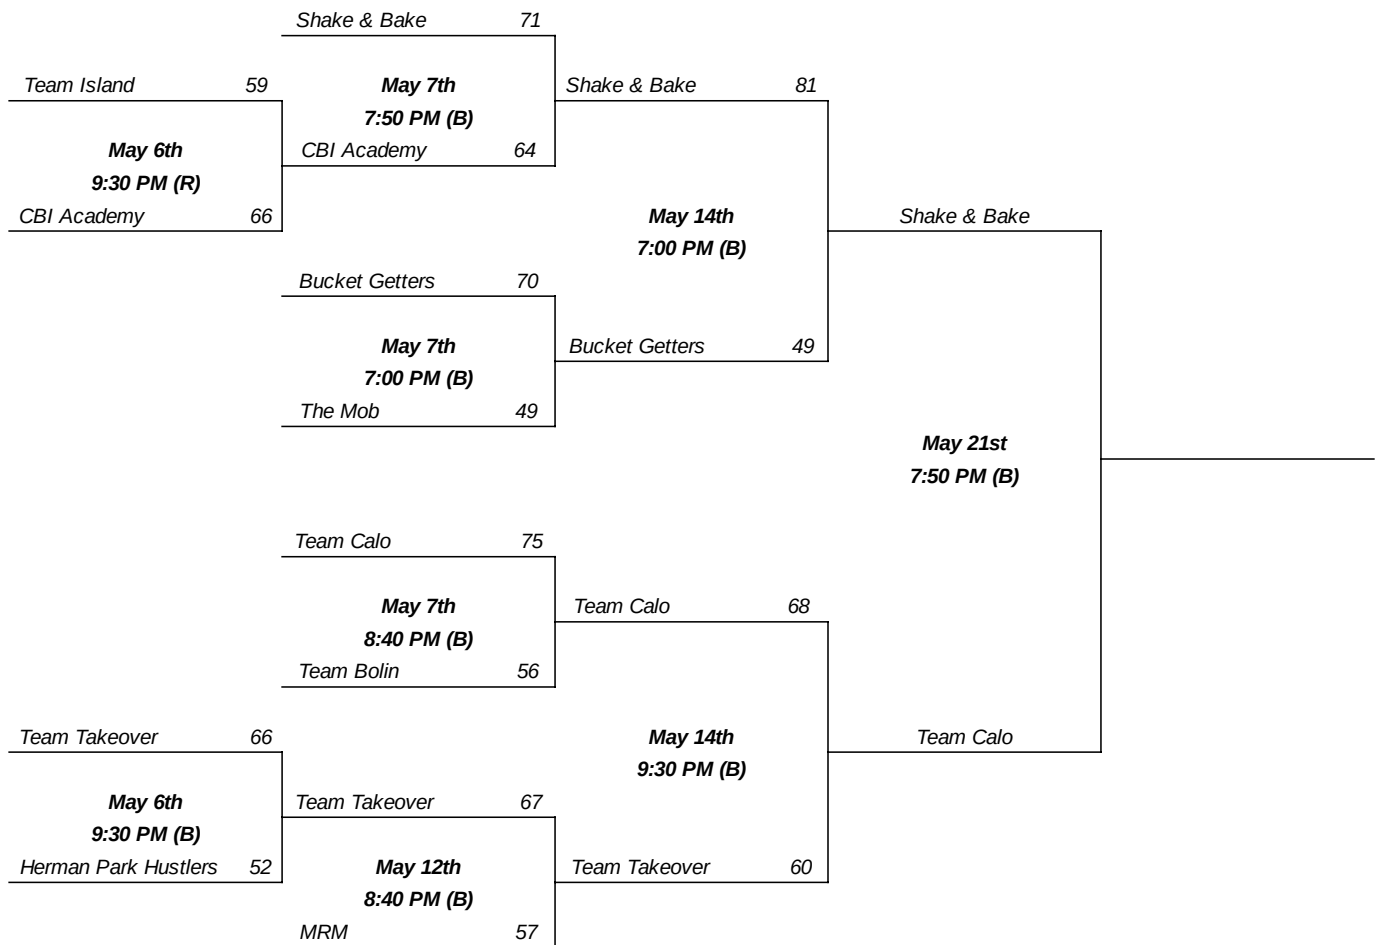 Shake & Bake 71
Team Island 59
May 7th
Shake & Bake 81
7:50 PM (B)
May 6th
CBI Academy 64
9:30 PM (R)
CBI Academy 66
May 14th
Shake & Bake
7:00 PM (B)
Bucket Getters 70
May 7th
Bucket Getters 49
7:00 PM (B)
The Mob 49
May 21st
7:50 PM (B)
Team Calo 75
May 7th
Team Calo 68
8:40 PM (B)
Team Bolin 56
Team Takeover 66
May 14th
Team Calo
9:30 PM (B)
May 6th
Team Takeover 67
9:30 PM (B)
Herman Park Hustlers 52
May 12th
Team Takeover 60
8:40 PM (B)
MRM 57